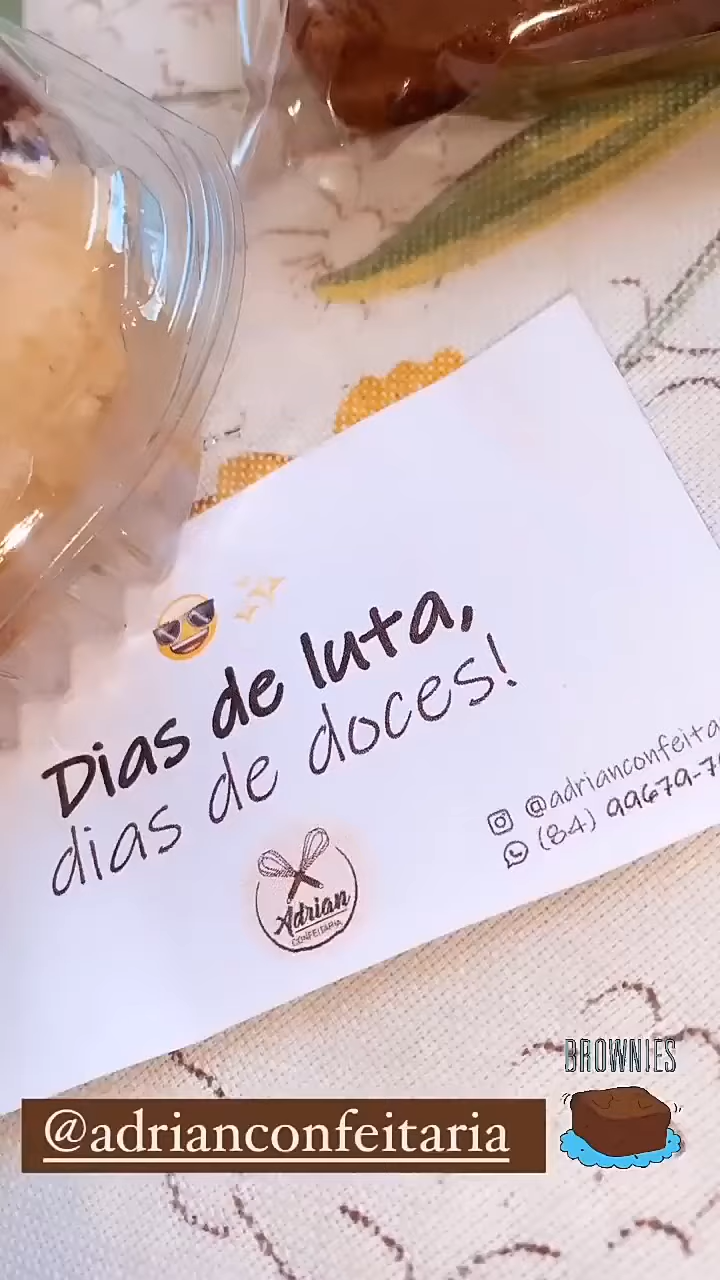 Dias de luta,
dias de doces!
@adrianconfeita
(84) 99679-7
Adrian
CONFEITARIA
BROWNIES
@adrianconfeitaria